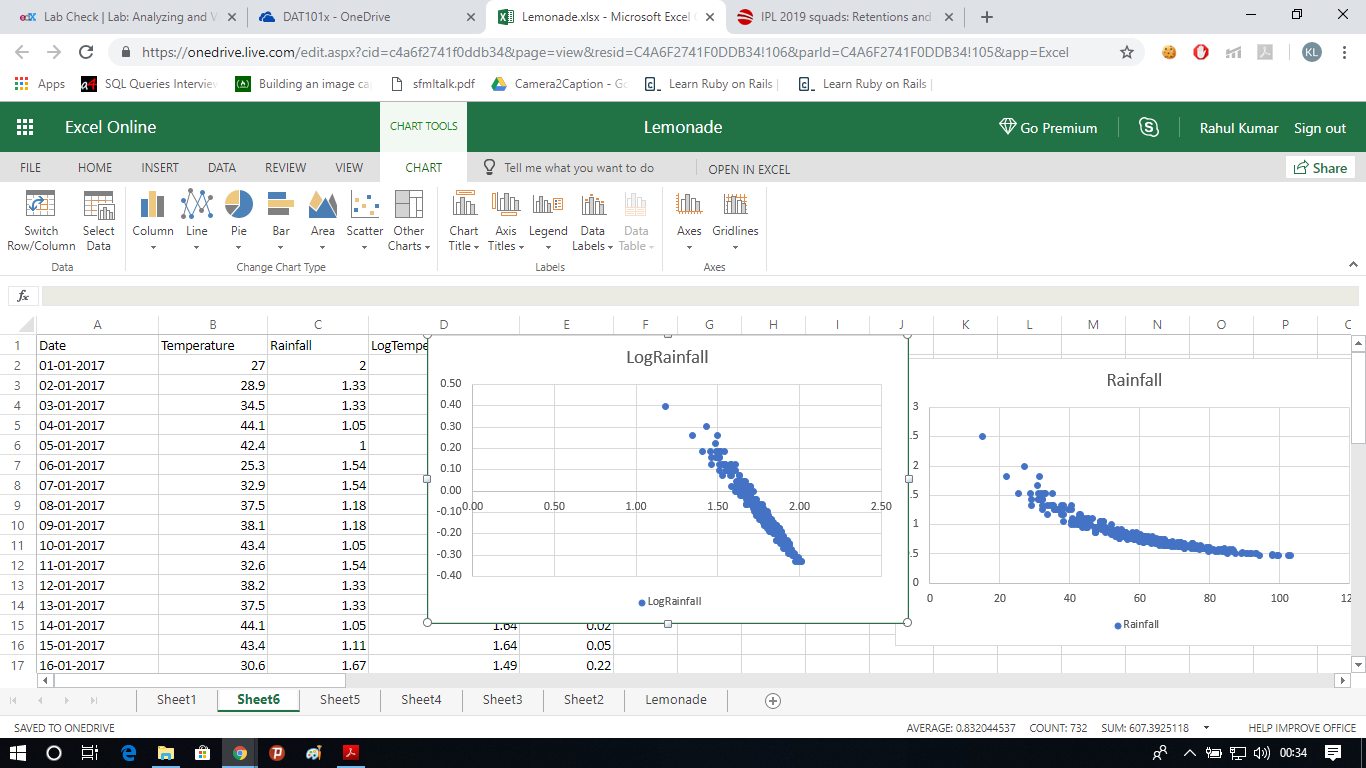 Lab Check | Lab: Analyzing and V
DAT101x - OneDrive
Lemonade.xlsx - Microsoft Excel
IPL 2019 squads: Retentions and
https://onedrive.live.com/edit.aspx?cid=c4a6f2741f0ddb34&page=view&resid=C4A6F2741F0DDB34!106&parId=C4A6F2741F0DDB34!105&app=Excel
KL
Apps
SQL Queries Interview
Building an image ca
sfmltalk.pdf
Camera2Caption - Go
Learn Ruby on Rails |
Learn Ruby on Rails |
Excel Online
CHART TOOLS
Lemonade
Go Premium
Rahul Kumar
Sign out
FILE HOME INSERT DATA REVIEW VIEW CHART
Tell me what you want to do
OPEN IN EXCEL
Share
Switch Row/Column
Select Data
Column
Line
Pie
Bar
Area
Scatter
Other Charts
Chart Title
Axis Titles
Legend
Data Labels
Data Table
Axes
Gridlines
Data
Change Chart Type
Labels
Axes
fx
A B C D E F G H I J K L M N O P
1 Date Temperature Rainfall LogTempe
2 01-01-2017 27 2
3 02-01-2017 28.9 1.33
4 03-01-2017 34.5 1.33
5 04-01-2017 44.1 1.05
6 05-01-2017 42.4 1
7 06-01-2017 25.3 1.54
8 07-01-2017 32.9 1.54
9 08-01-2017 37.5 1.18
10 09-01-2017 38.1 1.18
11 10-01-2017 43.4 1.05
12 11-01-2017 32.6 1.54
13 12-01-2017 38.2 1.33
14 13-01-2017 37.5 1.33
15 14-01-2017 44.1 1.05 1.64 0.02
16 15-01-2017 43.4 1.11 1.64 0.05
17 16-01-2017 30.6 1.67 1.49 0.22
LogRainfall
0.50
0.40
0.30
0.20
0.10
0.00
-0.10
-0.20
-0.30
-0.40
0.00 0.50 1.00 1.50 2.00 2.50
LogRainfall
Rainfall
3
.5
2
.5
1
.5
0
0 20 40 60 80 100 12
Rainfall
Sheet1 Sheet6 Sheet5 Sheet4 Sheet3 Sheet2 Lemonade
SAVED TO ONEDRIVE
AVERAGE: 0.832044537 COUNT: 732 SUM: 607.3925118
HELP IMPROVE OFFICE
00:34